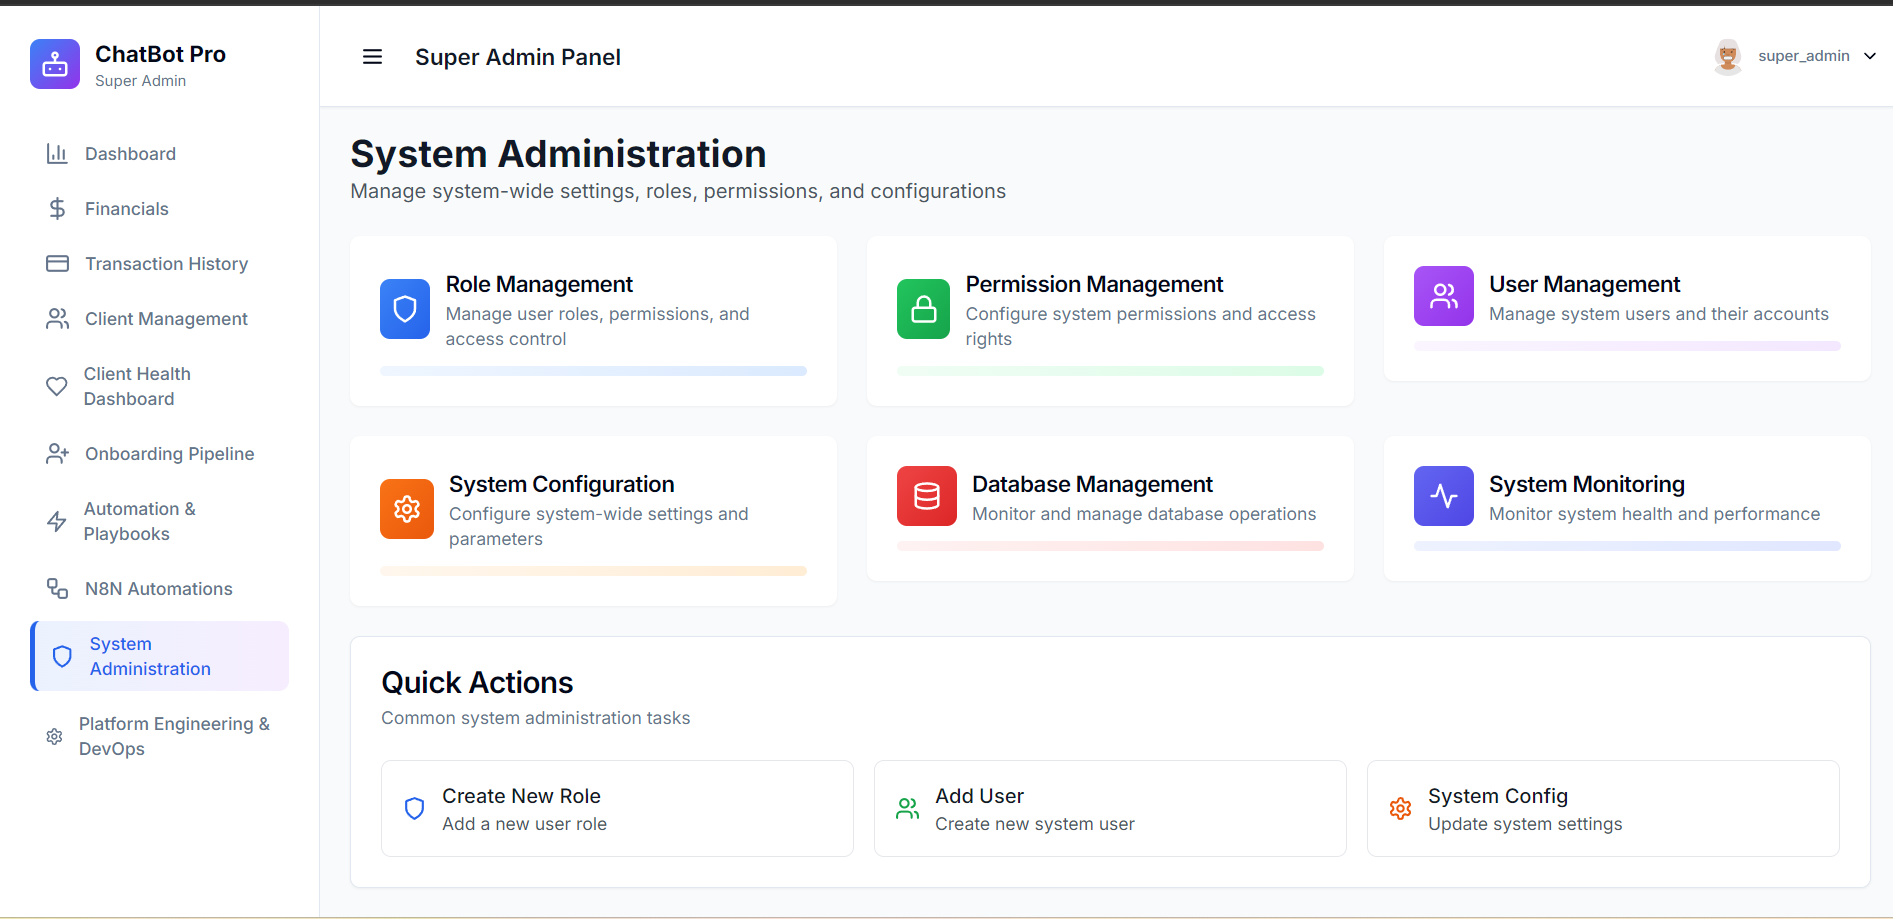 ChatBot Pro
Super Admin
Dashboard
Financials
Transaction History
Client Management
Client Health
Dashboard
Onboarding Pipeline
Automation &
Playbooks
N8N Automations
System
Administration
Platform Engineering &
DevOps
Super Admin Panel
super_admin
System Administration
Manage system-wide settings, roles, permissions, and configurations
Role Management
Manage user roles, permissions, and
access control
Permission Management
Configure system permissions and access
rights
User Management
Manage system users and their accounts
System Configuration
Configure system-wide settings and
parameters
Database Management
Monitor and manage database operations
System Monitoring
Monitor system health and performance
Quick Actions
Common system administration tasks
Create New Role
Add a new user role
Add User
Create new system user
System Config
Update system settings